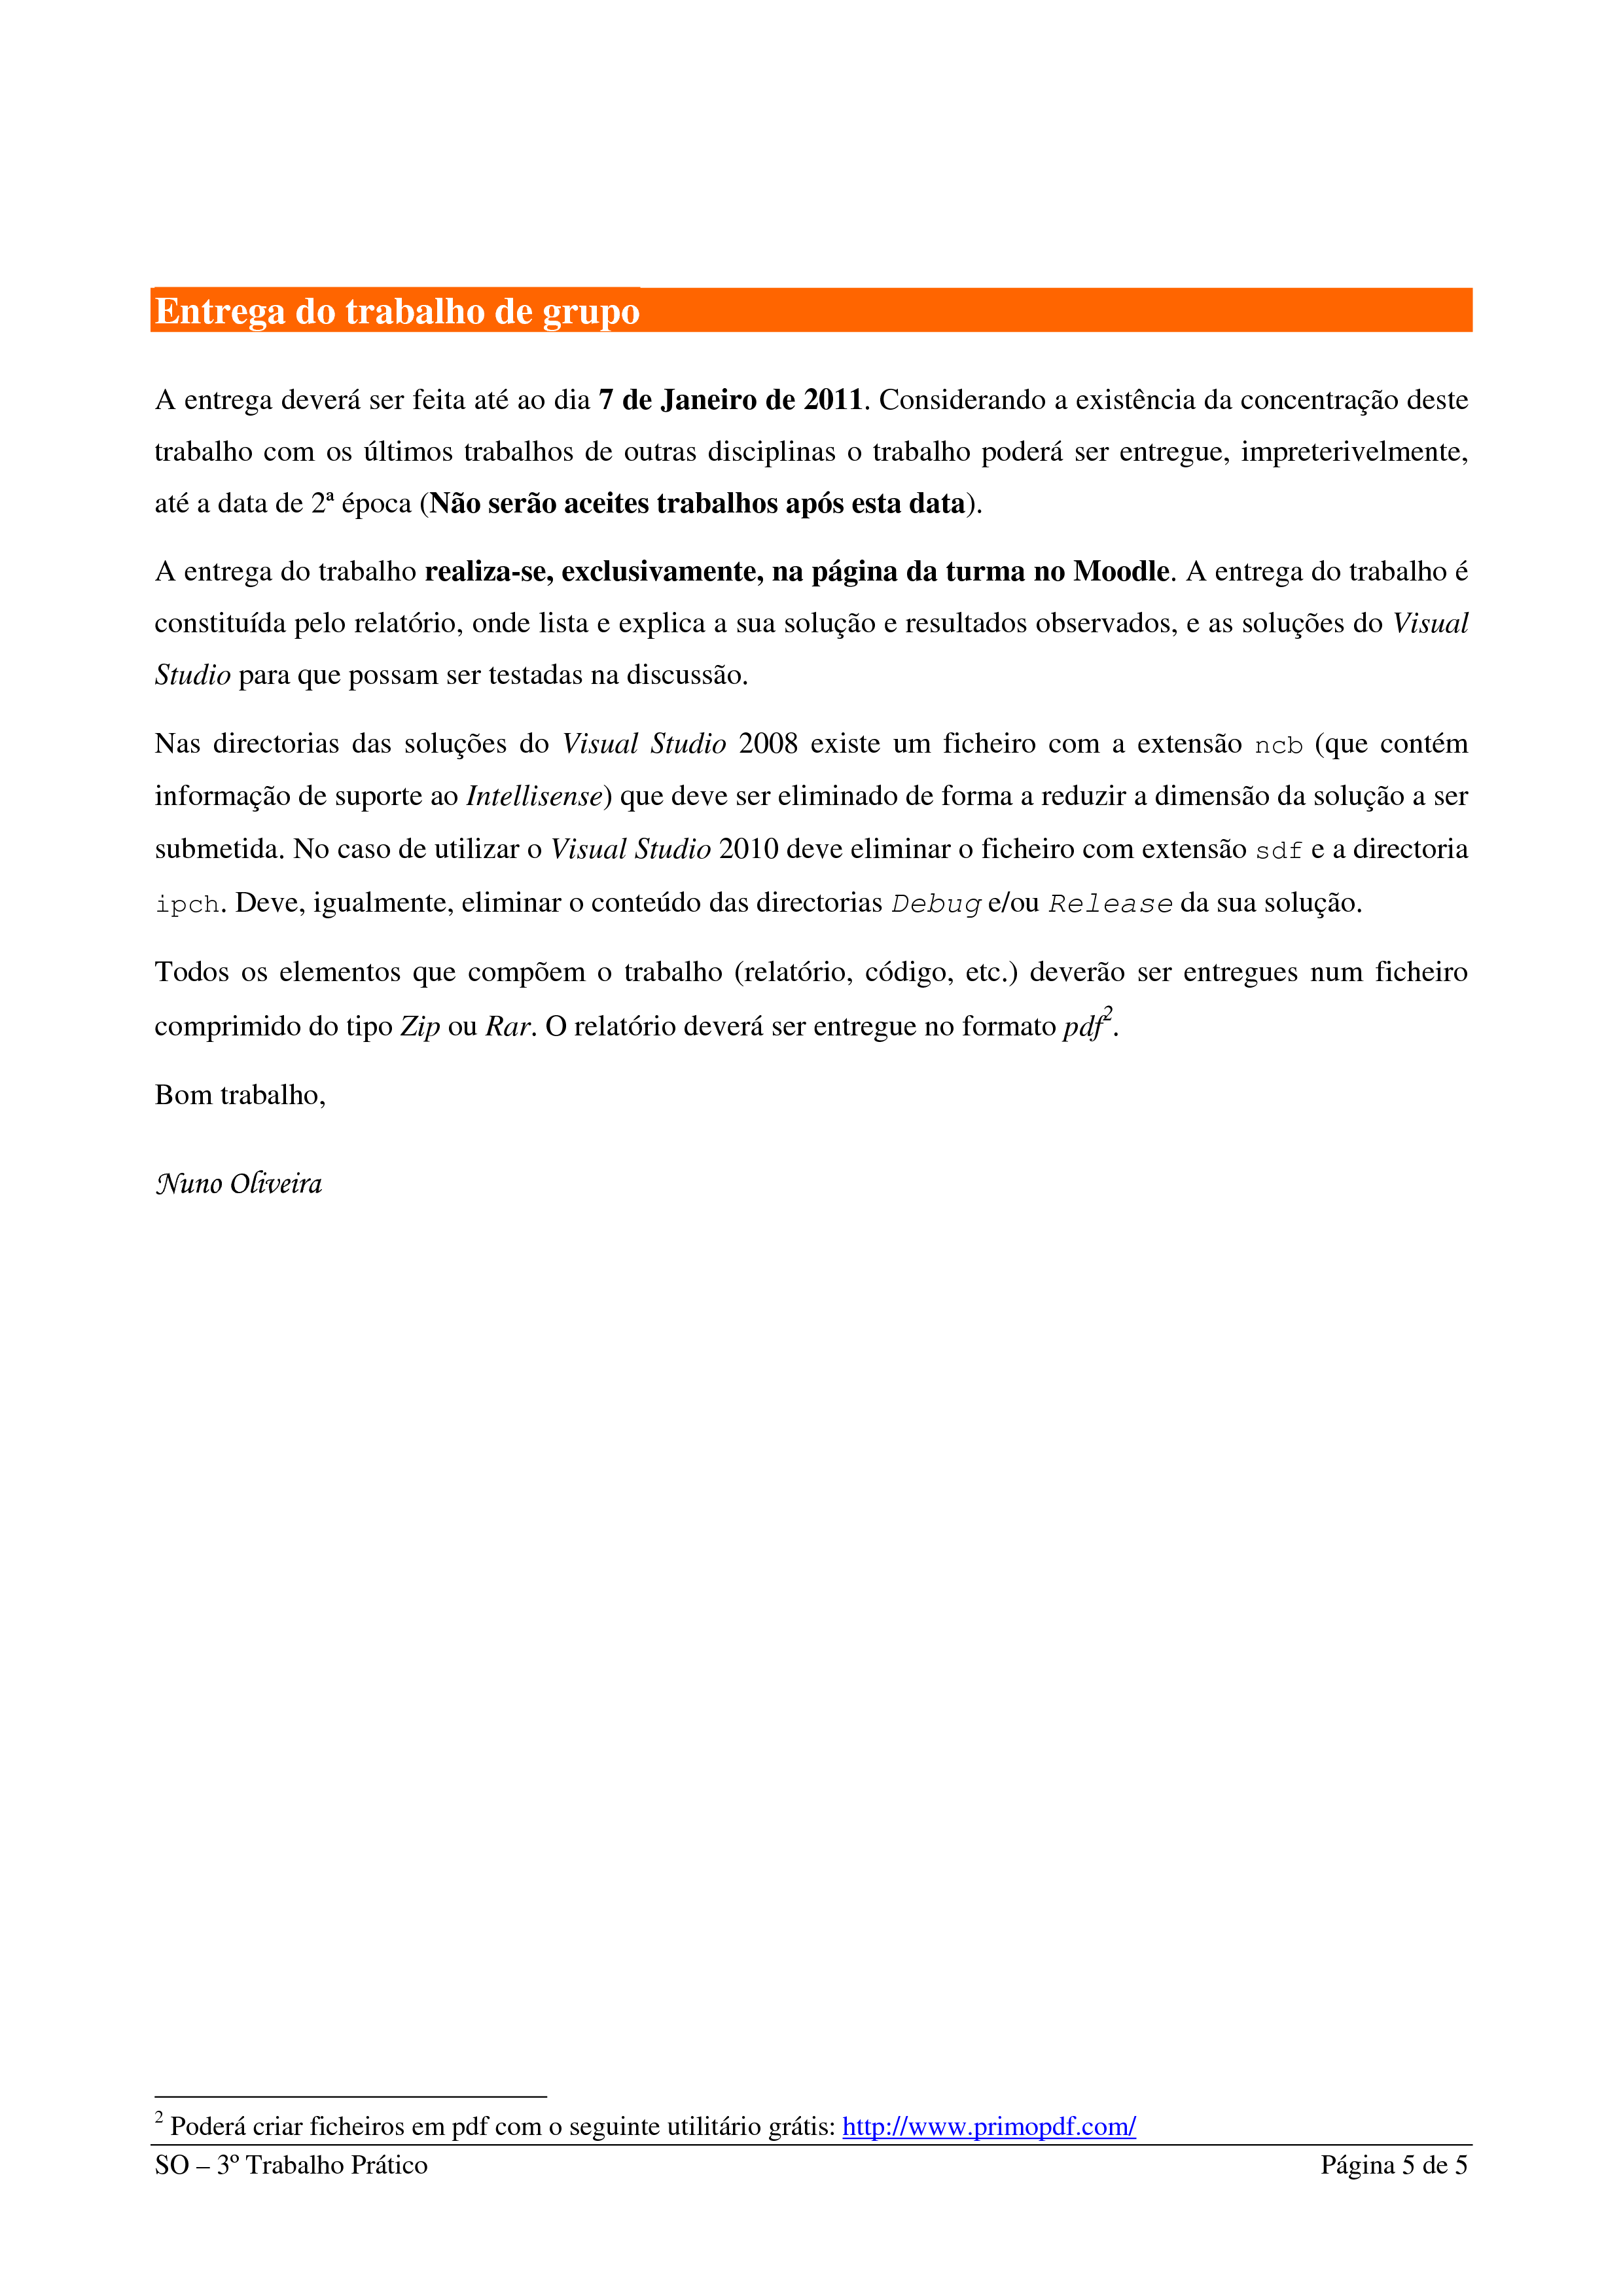 Entrega do trabalho de grupo
A entrega deverá ser feita até ao dia 7 de Janeiro de 2011. Considerando a existência da concentração deste
trabalho com os últimos trabalhos de outras disciplinas o trabalho poderá ser entregue, impreterivelmente,
até a data de 2ª época (Não serão aceites trabalhos após esta data).
A entrega do trabalho realiza-se, exclusivamente, na página da turma no Moodle. A entrega do trabalho é
constituída pelo relatório, onde lista e explica a sua solução e resultados observados, e as soluções do Visual
Studio para que possam ser testadas na discussão.
Nas directorias das soluções do Visual Studio 2008 existe um ficheiro com a extensão ncb (que contém
informação de suporte ao Intellisense) que deve ser eliminado de forma a reduzir a dimensão da solução a ser
submetida. No caso de utilizar o Visual Studio 2010 deve eliminar o ficheiro com extensão sdf e a directoria
ipch. Deve, igualmente, eliminar o conteúdo das directorias Debug e/ou Release da sua solução.
Todos os elementos que compõem o trabalho (relatório, código, etc.) deverão ser entregues num ficheiro
comprimido do tipo Zip ou Rar. O relatório deverá ser entregue no formato pdf2.
Bom trabalho,
Nuno Oliveira
2 Poderá criar ficheiros em pdf com o seguinte utilitário grátis: http://www.primopdf.com/
SO – 3º Trabalho Prático Página 5 de 5